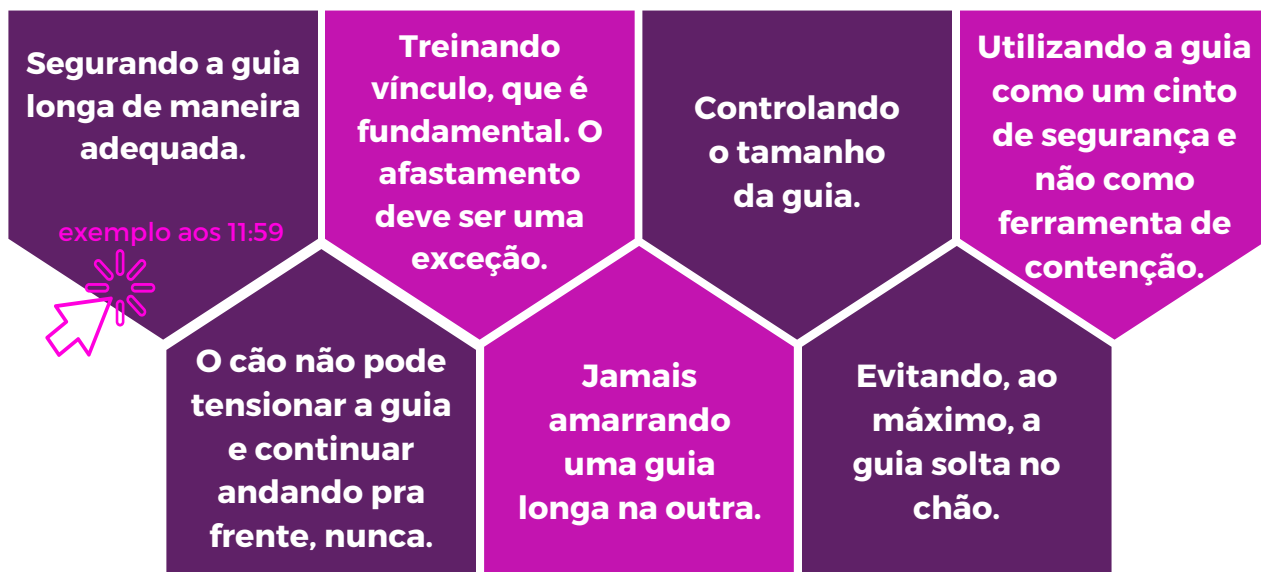 Segurando a guia
longa de maneira
adequada.
exemplo aos 11:59
Treinando
vínculo, que é
fundamental. O
afastamento
deve ser uma
exceção.
Controlando
o tamanho
da guia.
Utilizando a guia
como um cinto
de segurança e
não como
ferramenta de
contenção.
O cão não pode
tensionar a guia
e continuar
andando pra
frente, nunca.
Jamais
amarrando
uma guia
longa na outra.
Evitando, ao
máximo, a
guia solta no
chão.